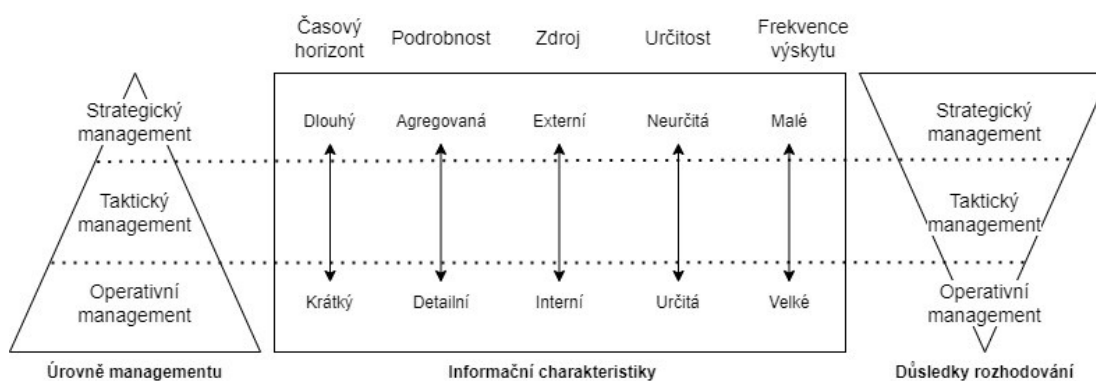 Časový
horizont
Podrobnost
Zdroj
Určitost
Frekvence
výskytu
Strategický
management
Dlouhý
Agregovaná
Externí
Neurčitá
Malé
Strategický
management
Taktický
management
Taktický
management
Operativní
management
Krátký
Detailní
Interní
Určitá
Velké
Operativní
management
Úrovně managementu
Informační charakteristiky
Důsledky rozhodování